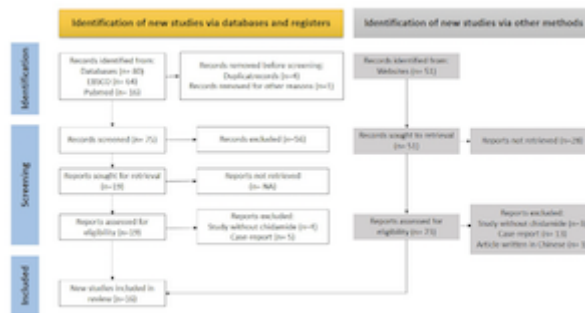 Identification of new studies via databases and registers
Identification of new studies via other methods
Identification
Records identified from:
Databases (n= 80)
EBSCO (n= 64)
Pubmed (n= 16)
Records removed before screening:
Duplicate records (n=4)
Records removed for other reasons (n=1)
Records identified from:
Websites (n= 51)
Screening
Records screened (n= 75)
Records excluded (n=56)
Records sought to retrieval
(n= 51)
Reports not retrieved (n=28)
Reports sought for retrieval
(n=19)
Reports not retrieved
(n= NA)
Reports assessed for
eligibility (n=19)
Reports excluded:
Study without chidamide (n=4)
Case report (n= 5)
Reports assessed for
eligibility (n= 23)
Reports excluded:
Study without chidamide
Case report (n= 13)
Article written in Chinese
Included
New studies included in
review (n=16)